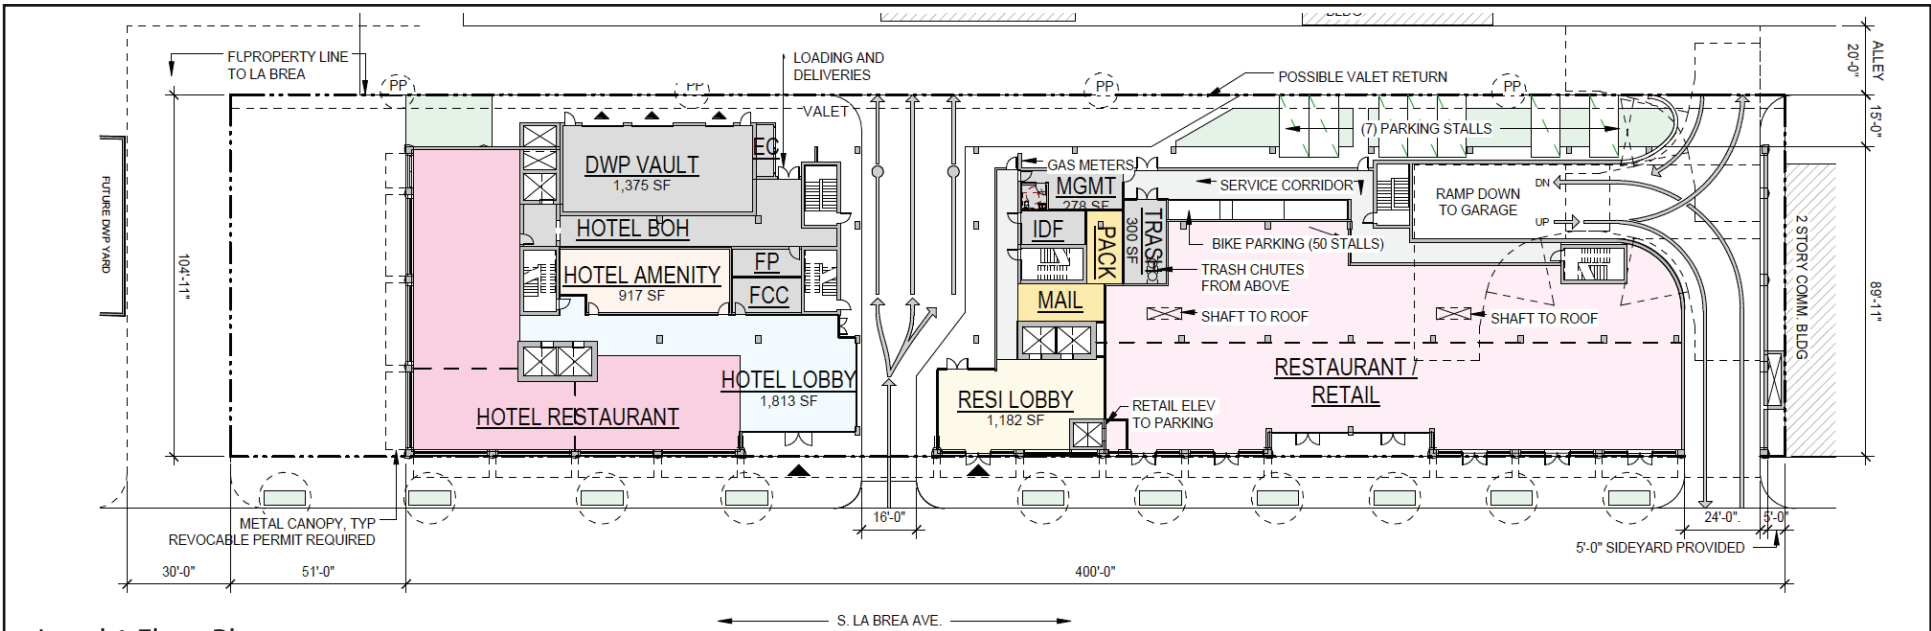 BLDG
FI.PROPERTY LINE
TO LA BREA
PP
PP
LOADING AND
DELIVERIES
VALET
PP
POSSIBLE VALET RETURN
PP
ALLEY
20'-0"
15'-0"
(7) PARKING STALLS
DWP VAULT
1,375 SF
EC
GAS METERS
MGMT
278 SF
SERVICE CORRIDOR
RAMP DOWN
TO GARAGE
DN
UP
FUTURE DWP YARD
104'-11"
HOTEL BOH
IDF
PACK
TRASH
300 SF
BIKE PARKING (50 STALLS)
2 STORY COMM. BLDG
HOTEL AMENITY
917 SF
FP
FCC
TRASH CHUTES
FROM ABOVE
MAIL
SHAFT TO ROOF
SHAFT TO ROOF
89'-11"
HOTEL LOBBY
1,813 SF
RESTAURANT /
RETAIL
HOTEL RESTAURANT
RESI LOBBY
1,182 SF
RETAIL ELEV
TO PARKING
METAL CANOPY, TYP
REVOCABLE PERMIT REQUIRED
16'-0"
24'-0".
5'-0"
5'-0" SIDEYARD PROVIDED
30'-0"
51'-0"
400'-0"
S. LA BREA AVE.